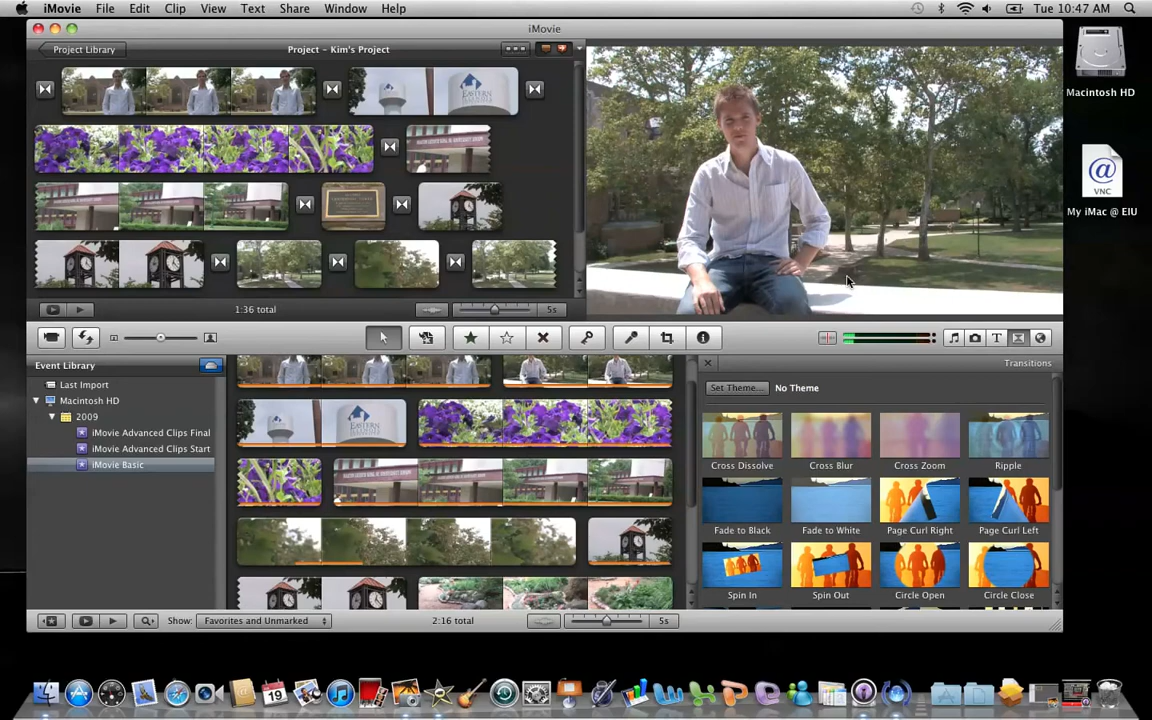 iMovie File Edit Clip View Text Share Window Help Tue 10:47 AM
iMovie
Project Library Project – Kim's Project
Macintosh HD
EASTERN
My iMac @ EIU
VNC
1:36 total 5s
Event Library
Last Import
Macintosh HD
2009
iMovie Advanced Clips Final
iMovie Advanced Clips Start
iMovie Basic
Transitions
Set Theme... No Theme
Cross Dissolve Cross Blur Cross Zoom Ripple
Fade to Black Fade to White Page Curl Right Page Curl Left
Spin In Spin Out Circle Open Circle Close
Show: Favorites and Unmarked 2:16 total 5s
19